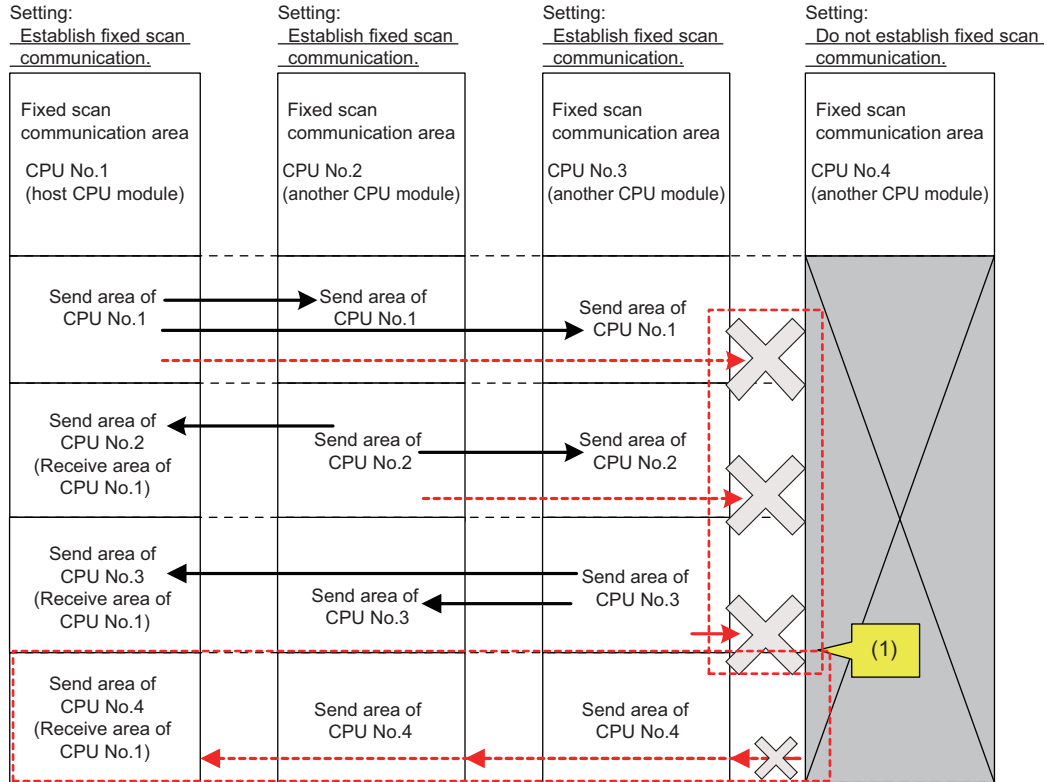 Setting:
Establish fixed scan
communication.
Setting:
Establish fixed scan
communication.
Setting:
Establish fixed scan
communication.
Setting:
Do not establish fixed scan
communication.
Fixed scan
communication area
CPU No.1
(host CPU module)
Fixed scan
communication area
CPU No.2
(another CPU module)
Fixed scan
communication area
CPU No.3
(another CPU module)
Fixed scan
communication area
CPU No.4
(another CPU module)
Send area of
CPU No.1
Send area of
CPU No.1
Send area of
CPU No.1
Send area of
CPU No.2
(Receive area of
CPU No.1)
Send area of
CPU No.2
Send area of
CPU No.2
Send area of
CPU No.3
(Receive area of
CPU No.1)
Send area of
CPU No.3
Send area of
CPU No.3
(1)
Send area of
CPU No.4
(Receive area of
CPU No.1)
Send area of
CPU No.4
Send area of
CPU No.4